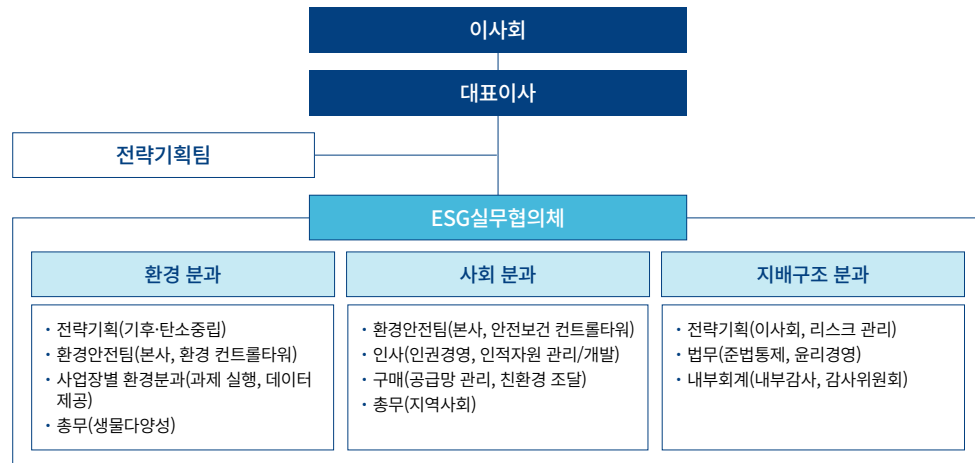 이사회
대표이사
전략기획팀
ESG실무협의체
환경 분과
• 전략기획(기후·탄소중립)
• 환경안전팀(본사, 환경 컨트롤타워)
• 사업장별 환경분과(과제 실행, 데이터
제공)
• 총무(생물다양성)
사회 분과
• 환경안전팀(본사, 안전보건 컨트롤타워)
• 인사(인권경영, 인적자원 관리/개발)
• 구매(공급망 관리, 친환경 조달)
• 총무(지역사회)
지배구조 분과
• 전략기획(이사회, 리스크 관리)
• 법무(준법통제, 윤리경영)
• 내부회계(내부감사, 감사위원회)